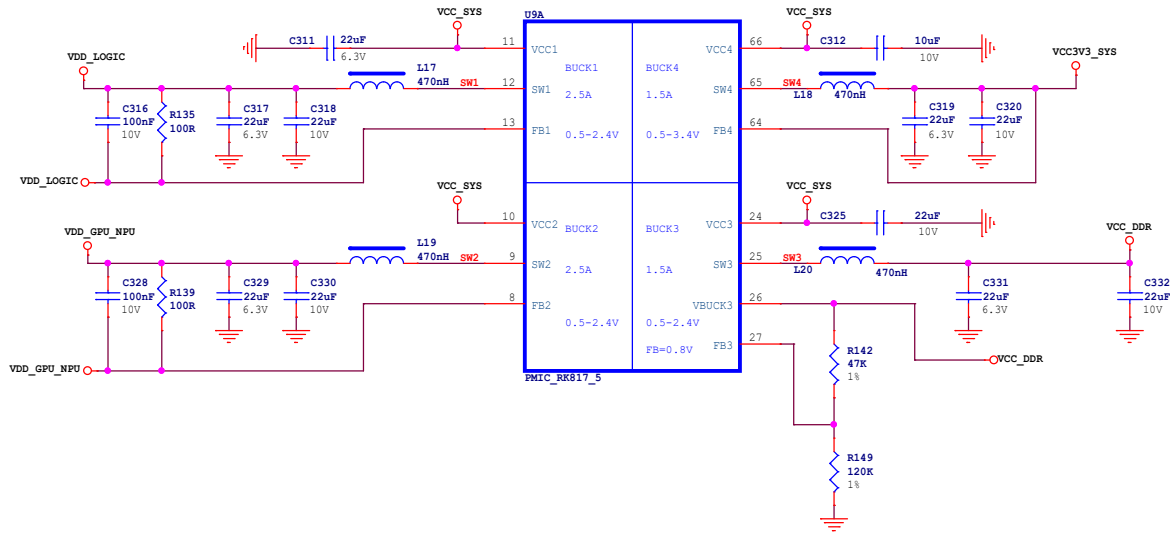 VCC_SYS
U9A
VCC_SYS
C311
22uF
6.3V
11
VCC1
BUCK1
BUCK4
VCC4
66
C312
10uF
10V
VCC3V3_SYS
VDD_LOGIC
L17
470nH
SW1
12
SW1
2.5A
1.5A
SW4
65
SW4
L18
470nH
C316
100nF
10V
R135
100R
C317
22uF
6.3V
C318
22uF
10V
13
FB1
0.5-2.4V
0.5-3.4V
FB4
64
C319
22uF
6.3V
C320
22uF
10V
VDD_LOGIC
VCC_SYS
VCC_SYS
10
VCC2
BUCK2
BUCK3
VCC3
24
C325
22uF
10V
VDD_GPU_NPU
L19
470nH
SW2
9
SW2
2.5A
1.5A
SW3
25
SW3
L20
470nH
VCC_DDR
C328
100nF
10V
R139
100R
C329
22uF
6.3V
C330
22uF
10V
8
FB2
0.5-2.4V
0.5-2.4V
VBUCK3
26
C331
22uF
6.3V
C332
22uF
10V
FB=0.8V
FB3
27
R142
47K
1%
VCC_DDR
VDD_GPU_NPU
PMIC_RK817_5
R149
120K
1%